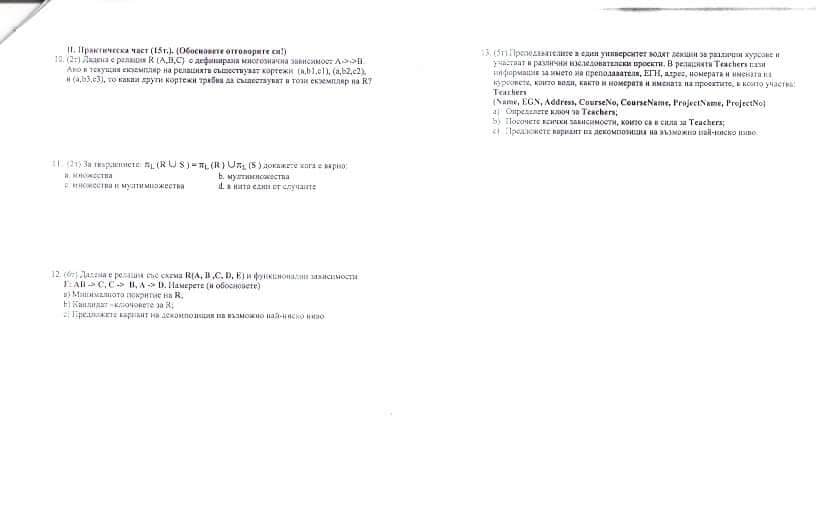 II. Практическа част (15т.). (Обосновете отговорите си!)
10. (2т) Дадена е релация R (A,B,C) с дефинирана многозначна зависимост A->->B.
Ако в текущия екземпляр на релацията съществуват кортежи (a,b1,c1), (a,b2,c2),
и (a,b3,c3), то какви други кортежи трябва да съществуват в този екземпляр на R?
11. (2т) За твърдението: π_L (R ∪ S ) = π_L (R ) ∪ π_L (S ) докажете кога е вярно:
a. множества b. мултимножества
c. множества и мултимножества d. в нито един от случаите
12. (6т) Дадена е релация със схема R(A, B ,C, D, E) и функционални зависимости
F: AB -> C, C -> B, A -> D. Намерете (и обосновете)
a) Минималното покритие на R;
b) Кандидат –ключовете за R;
c) Предложете вариант на декомпозиция на възможно най-ниско ниво
13. (5т) Преподавателите в един университет водят лекции за различни курсове и
участват в различни изследователски проекти. В релацията Teachers пази
информация за името на преподавателя, ЕГН, адрес, номерата и имената на
курсовете, които води, както и номерата и имената на проектите, в които участва:
Teachers
(Name, EGN, Address, CourseNo, CourseName, ProjectName, ProjectNo)
a) Определете ключ за Teachers;
b) Посочете всички зависимости, които са в сила за Teachers;
c) Предложете вариант на декомпозиция на възможно най-ниско ниво.